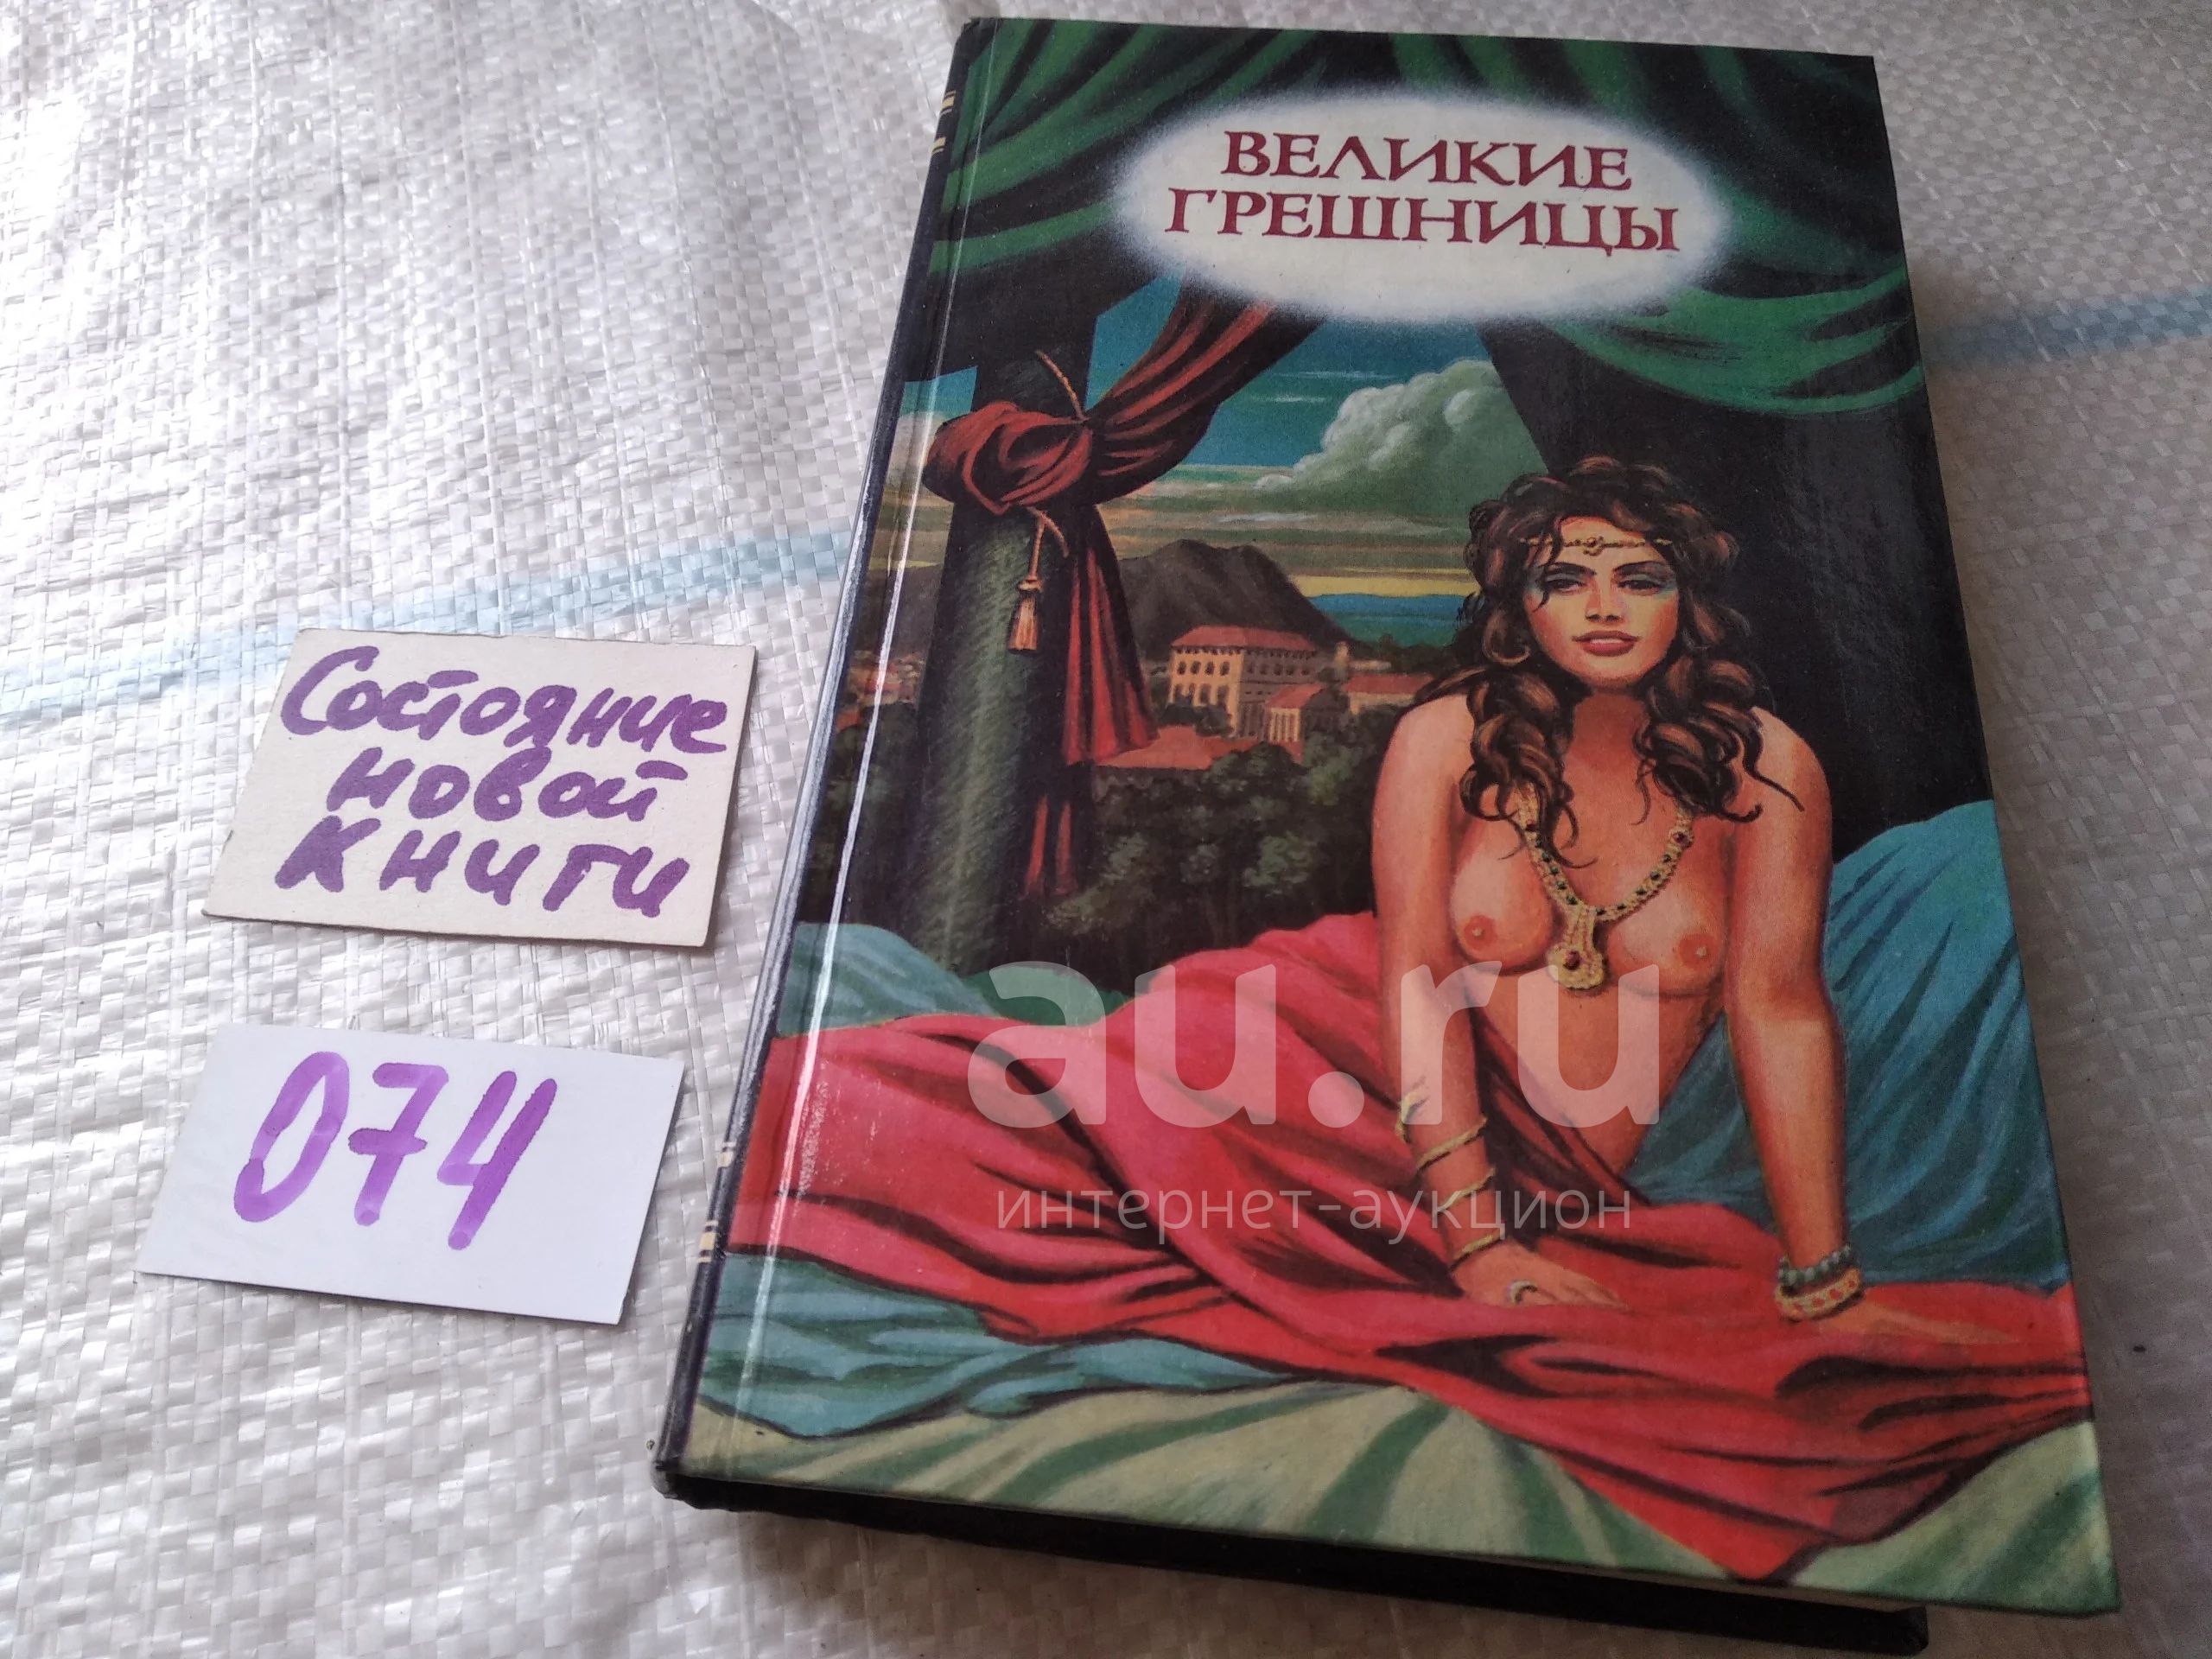 ВЕЛИКИЕ
ГРЕШНИЦЫ
Состояние
новой
книги
074
au.ru
интернет-аукцион